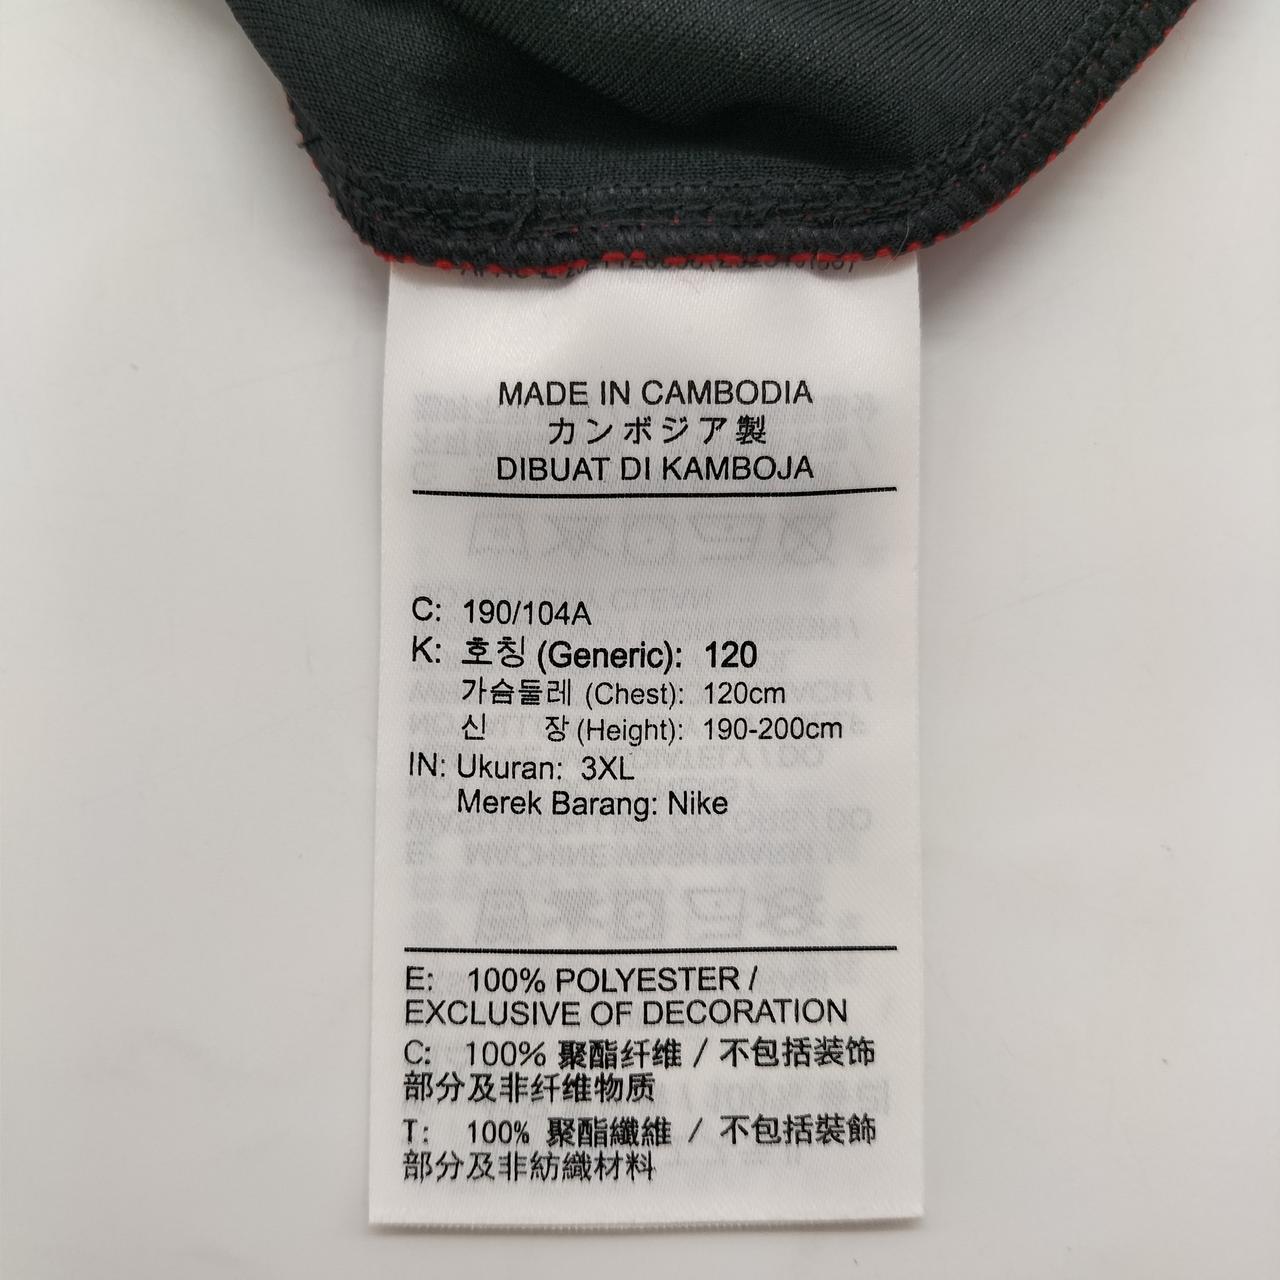 MADE IN CAMBODIA
カンボジア製
DIBUAT DI KAMBOJA
C: 190/104A
K: 호칭 (Generic): 120
가슴둘레 (Chest): 120cm
신 장 (Height): 190-200cm
IN: Ukuran: 3XL
Merek Barang: Nike
E: 100% POLYESTER /
EXCLUSIVE OF DECORATION
C: 100% 聚酯纤维 / 不包括装饰
部分及非纤维物质
T: 100% 聚酯纖維 / 不包括裝飾
部分及非紡織材料